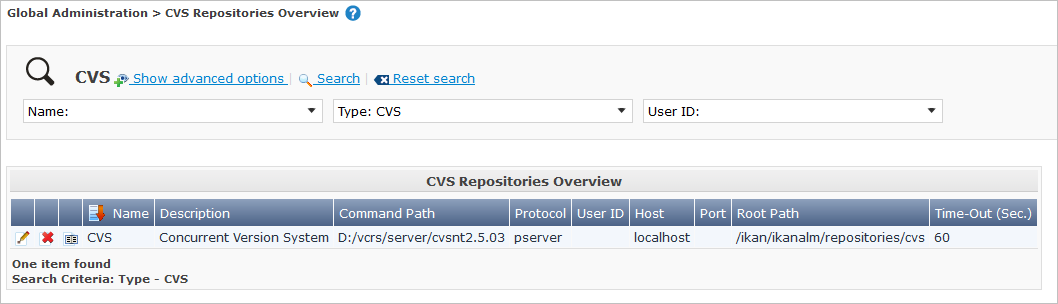 Global Administration > CVS Repositories Overview ?
CVS Show advanced options | Search | Reset search
Name: Type: CVS User ID:
CVS Repositories Overview
Name Description Command Path Protocol User ID Host Port Root Path Time-Out (Sec.)
CVS Concurrent Version System D:/vcrs/server/cvsnt2.5.03 pserver localhost /ikan/ikanalm/repositories/cvs 60
One item found
Search Criteria: Type - CVS